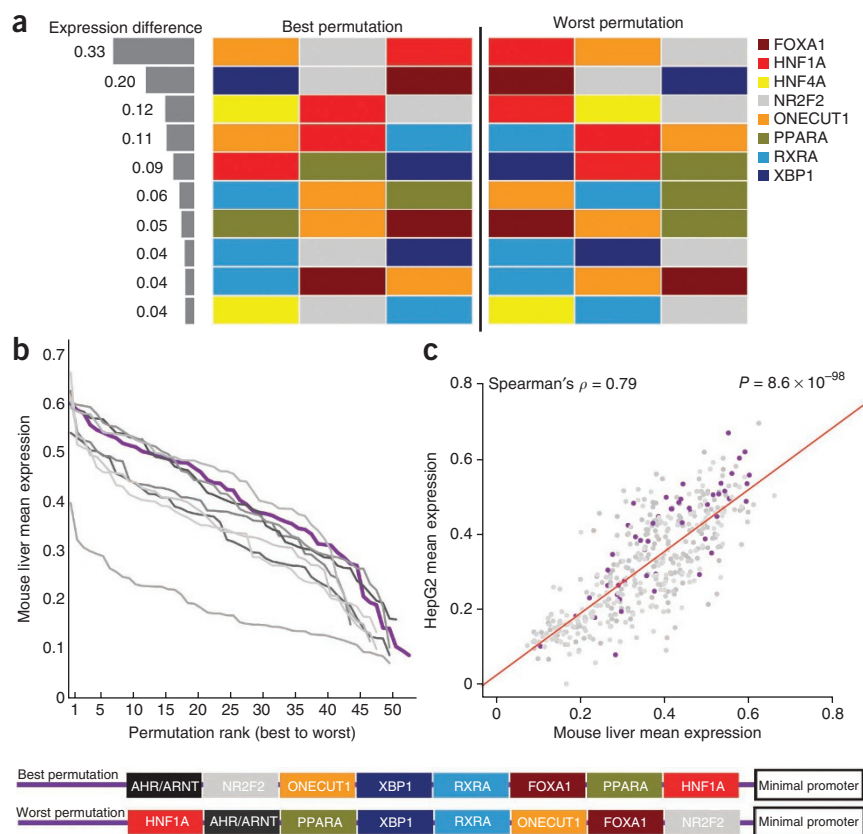 a
Expression difference
Best permutation
Worst permutation
0.33
0.20
0.12
0.11
0.09
0.06
0.05
0.04
0.04
0.04
FOXA1
HNF1A
HNF4A
NR2F2
ONECUT1
PPARA
RXRA
XBP1
b
0.7
0.6
0.5
0.4
0.3
0.2
0.1
0
Mouse liver mean expression
1 5 10 15 20 25 30 35 40 45 50
Permutation rank (best to worst)
c
Spearman's ρ = 0.79
P = 8.6 × 10⁻⁹⁸
0.8
0.6
0.4
0.2
0
HepG2 mean expression
0 0.2 0.4 0.6 0.8
Mouse liver mean expression
Best permutation
AHR/ARNT NR2F2 ONECUT1 XBP1 RXRA FOXA1 PPARA HNF1A Minimal promoter
Worst permutation
HNF1A AHR/ARNT PPARA XBP1 RXRA ONECUT1 FOXA1 NR2F2 Minimal promoter